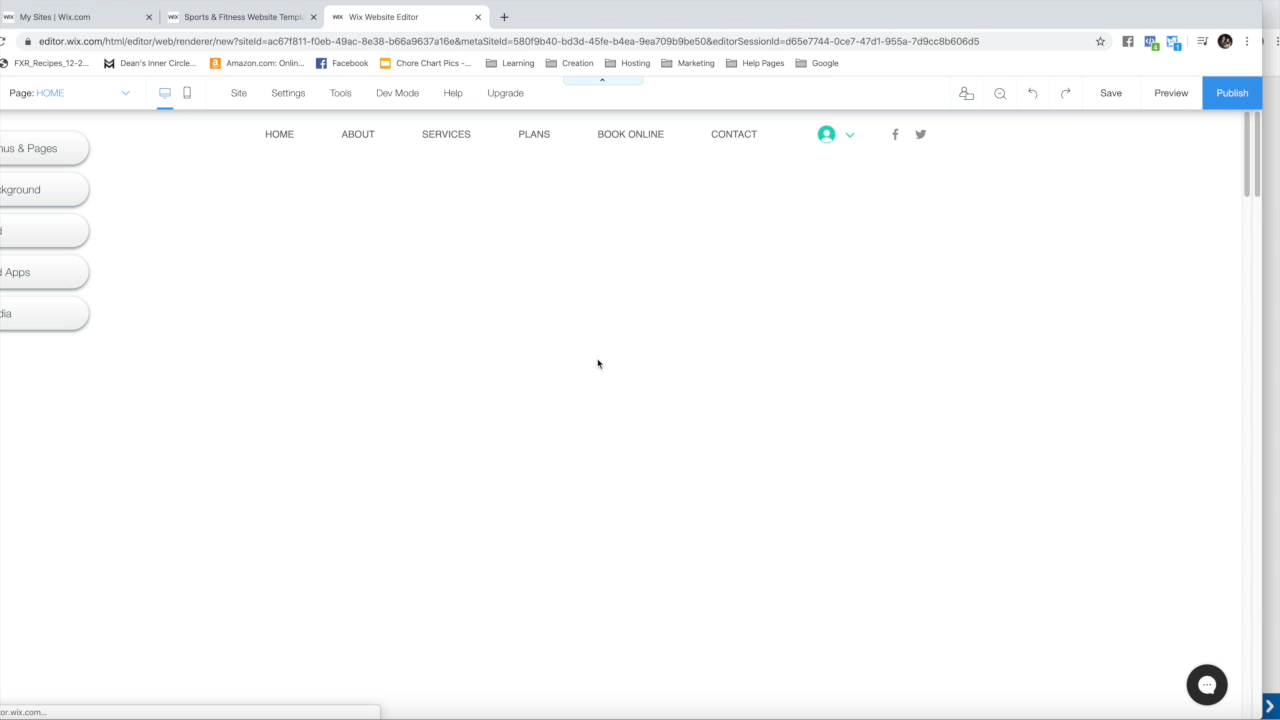 WIX My Sites | Wix.com WIX Sports & Fitness Website Templ WIX Wix Website Editor
editor.wix.com/html/editor/web/renderer/new?siteId=ac67f811-f0eb-49ac-8e38-b66a9637a16e&metaSiteId=580f9b40-bd3d-45fe-b4ea-9ea709b9be50&editorSessionId=d65e7744-0ce7-47d1-955a-7d9cc8b606d5
FXR_Recipes_12-2... Dean's Inner Circle... Amazon.com: Onlin... Facebook Chore Chart Pics -... Learning Creation Hosting Marketing Help Pages Google
Page: HOME Site Settings Tools Dev Mode Help Upgrade Save Preview Publish
HOME ABOUT SERVICES PLANS BOOK ONLINE CONTACT
nus & Pages
kground
d
d Apps
dia
or.wix.com...